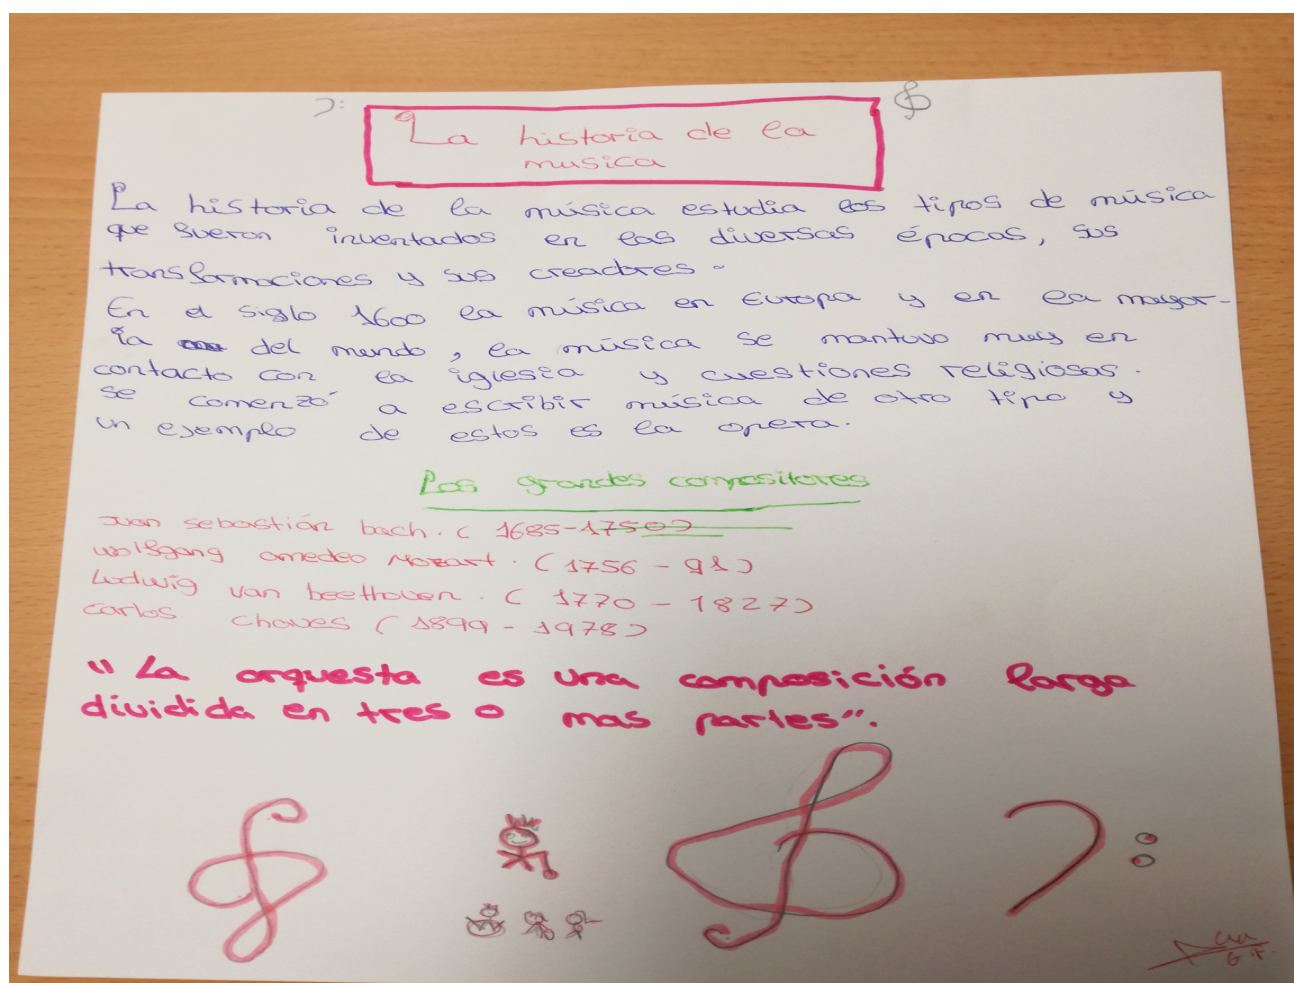 La historia de la
musica
La historia de la música estudia los tipos de música
que fueron inventados en las diversas épocas, sus
transformaciones y sus creadores.
En el siglo 1600 la música en Europa y en la mayor-
ia del mundo, la música se mantuvo muy en
contacto con la iglesia y cuestiones religiosas.
se comenzó a escribir música de otro tipo y
un ejemplo de estos es la opera.
Los grandes compositores
Juan sebastián bach. (1685-1750)
wolfgang amedeo Mozart. (1756-91)
Ludwig van beethoven. (1770-1827)
Carlos Chaves (1899-1978)
"La orquesta es una composición larga
dividida en tres o mas partes".